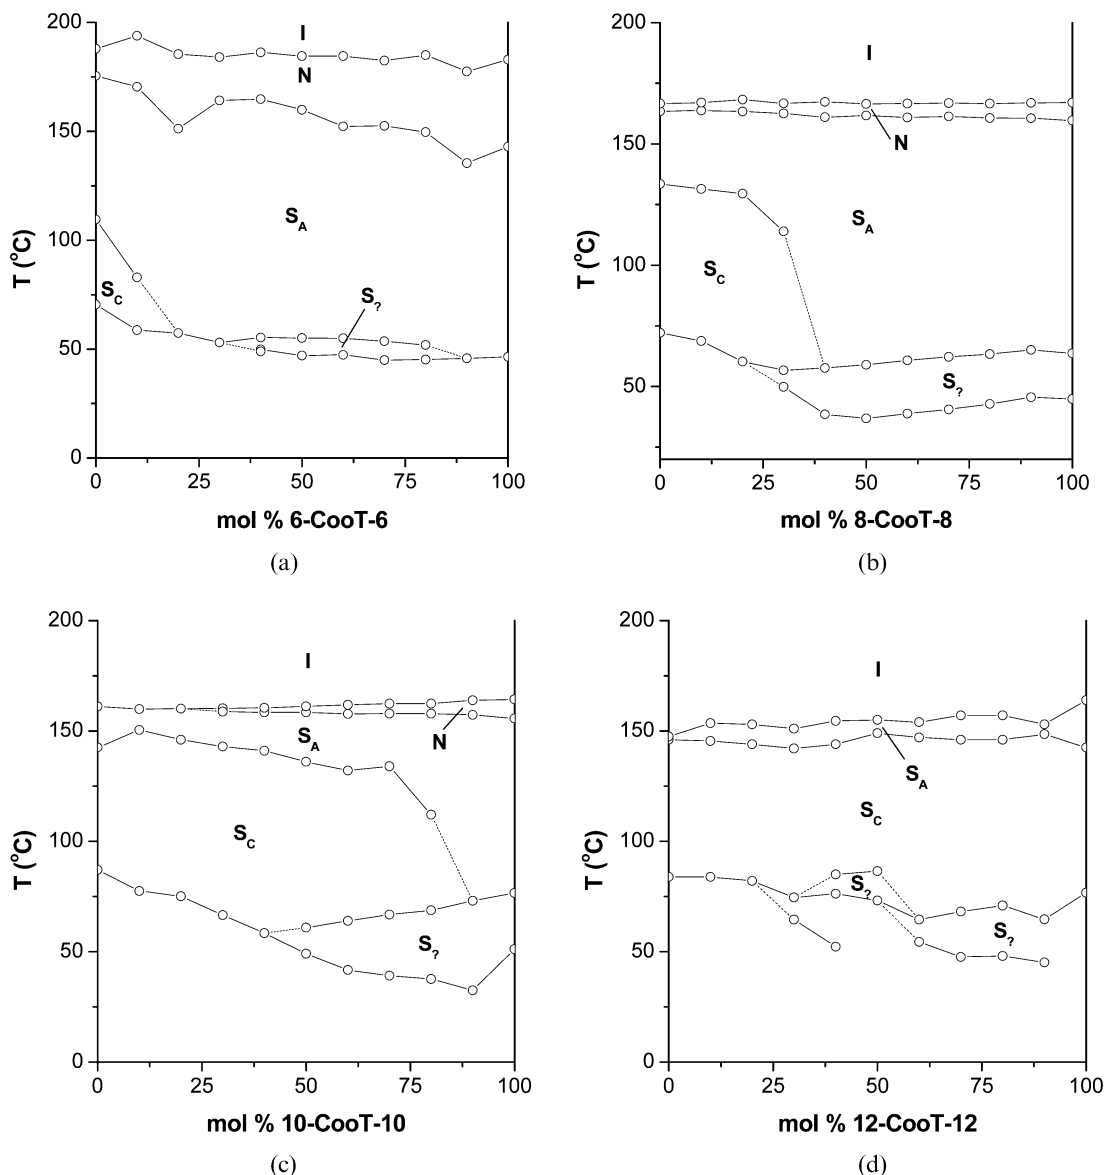 200
150
100
50
0
T (°C)
I
N
S_A
S_C
S_?
0 25 50 75 100
mol % 6-CooT-6
(a)
200
150
100
50
T (°C)
I
N
S_A
S_C
S_?
0 25 50 75 100
mol % 8-CooT-8
(b)
200
150
100
50
0
T (°C)
I
S_A
N
S_C
S_?
0 25 50 75 100
mol % 10-CooT-10
(c)
200
150
100
50
0
T (°C)
I
S_A
S_C
S_?
S_?
0 25 50 75 100
mol % 12-CooT-12
(d)